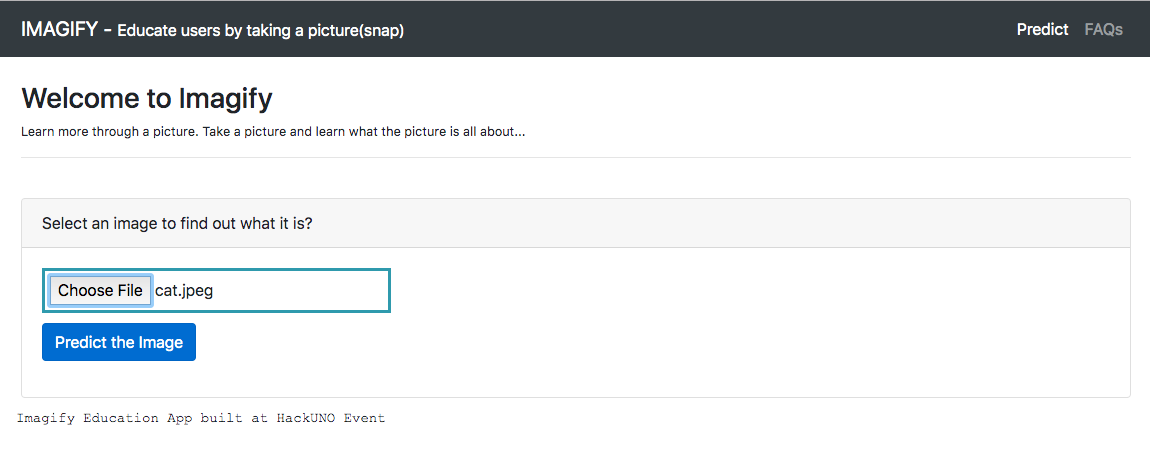 IMAGIFY - Educate users by taking a picture(snap) Predict FAQs
Welcome to Imagify
Learn more through a picture. Take a picture and learn what the picture is all about...
Select an image to find out what it is?
Choose File cat.jpeg
Predict the Image
Imagify Education App built at HackUNO Event